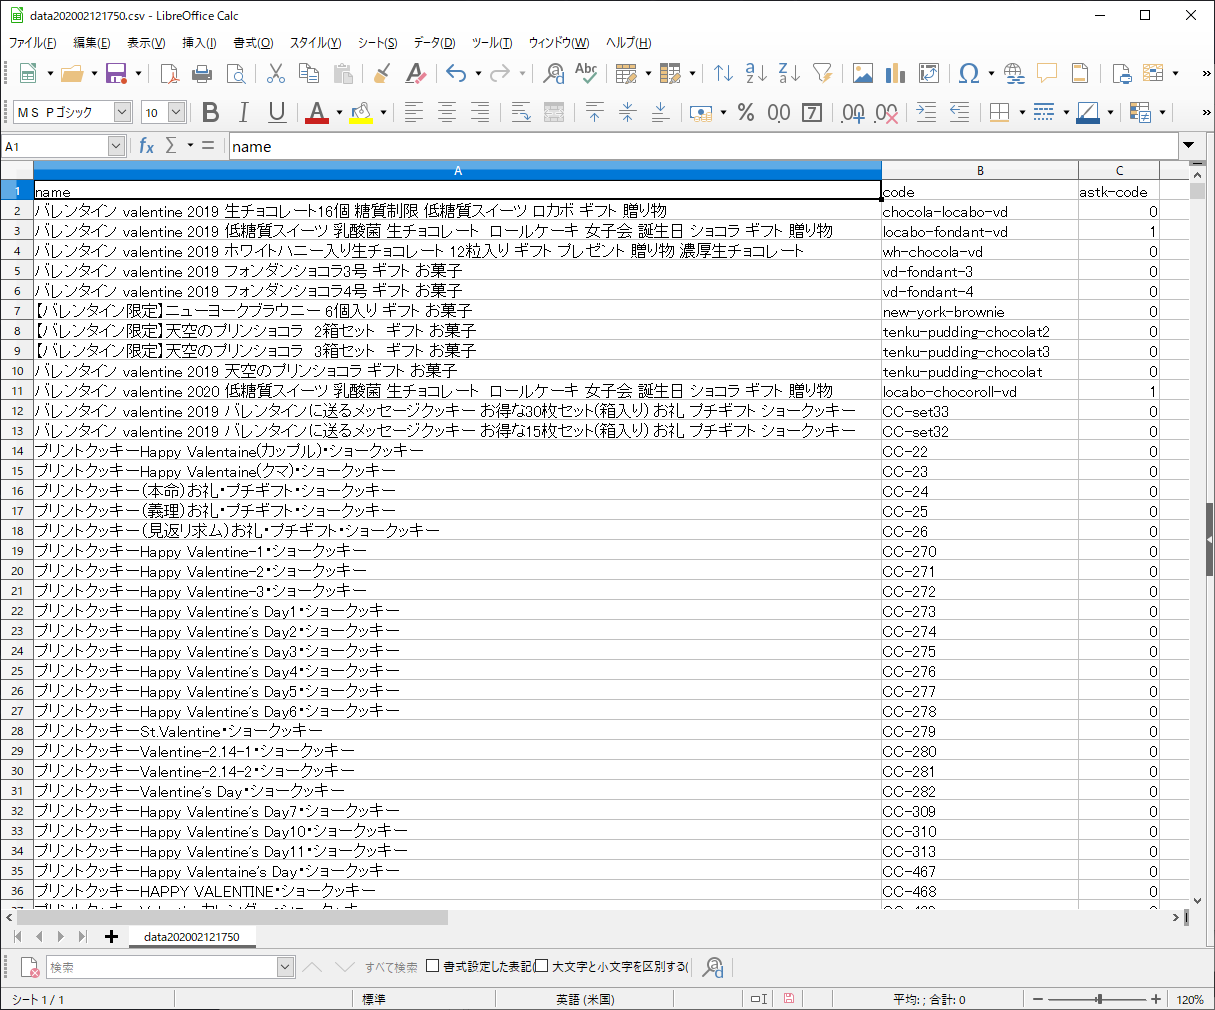 data202002121750.csv - LibreOffice Calc
ファイル(F) 編集(E) 表示(V) 挿入(I) 書式(O) スタイル(Y) シート(S) データ(D) ツール(T) ウィンドウ(W) ヘルプ(H)
ＭＳ Ｐゴシック 10
A1 name
A B C
1 name code astk-code
2 バレンタイン valentine 2019 生チョコレート16個 糖質制限 低糖質スイーツ ロカボ ギフト 贈り物 chocola-locabo-vd 0
3 バレンタイン valentine 2019 低糖質スイーツ 乳酸菌 生チョコレート　ロールケーキ 女子会 誕生日 ショコラ ギフト 贈り物 locabo-fondant-vd 1
4 バレンタイン valentine 2019 ホワイトハニー入り生チョコレート 12粒入り ギフト プレゼント 贈り物 濃厚生チョコレート wh-chocola-vd 0
5 バレンタイン valentine 2019 フォンダンショコラ3号 ギフト お菓子 vd-fondant-3 0
6 バレンタイン valentine 2019 フォンダンショコラ4号 ギフト お菓子 vd-fondant-4 0
7 【バレンタイン限定】ニューヨークブラウニー 6個入り ギフト お菓子 new-york-brownie 0
8 【バレンタイン限定】天空のプリンショコラ　2箱セット　ギフト お菓子 tenku-pudding-chocolat2 0
9 【バレンタイン限定】天空のプリンショコラ　3箱セット　ギフト お菓子 tenku-pudding-chocolat3 0
10 バレンタイン valentine 2019 天空のプリンショコラ ギフト お菓子 tenku-pudding-chocolat 0
11 バレンタイン valentine 2020 低糖質スイーツ 乳酸菌 生チョコレート　ロールケーキ 女子会 誕生日 ショコラ ギフト 贈り物 locabo-chocoroll-vd 1
12 バレンタイン valentine 2019 バレンタインに送るメッセージクッキー お得な30枚セット(箱入り) お礼 プチギフト ショークッキー CC-set33 0
13 バレンタイン valentine 2019 バレンタインに送るメッセージクッキー お得な15枚セット(箱入り) お礼 プチギフト ショークッキー CC-set32 0
14 プリントクッキーHappy Valentaine(カップル)・ショークッキー CC-22 0
15 プリントクッキーHappy Valentaine(クマ)・ショークッキー CC-23 0
16 プリントクッキー（本命）お礼・プチギフト・ショークッキー CC-24 0
17 プリントクッキー（義理）お礼・プチギフト・ショークッキー CC-25 0
18 プリントクッキー（見返り求ム）お礼・プチギフト・ショークッキー CC-26 0
19 プリントクッキーHappy Valentine-1・ショークッキー CC-270 0
20 プリントクッキーHappy Valentine-2・ショークッキー CC-271 0
21 プリントクッキーHappy Valentine-3・ショークッキー CC-272 0
22 プリントクッキーHappy Valentine's Day1・ショークッキー CC-273 0
23 プリントクッキーHappy Valentine's Day2・ショークッキー CC-274 0
24 プリントクッキーHappy Valentine's Day3・ショークッキー CC-275 0
25 プリントクッキーHappy Valentine's Day4・ショークッキー CC-276 0
26 プリントクッキーHappy Valentine's Day5・ショークッキー CC-277 0
27 プリントクッキーHappy Valentine's Day6・ショークッキー CC-278 0
28 プリントクッキーSt.Valentine・ショークッキー CC-279 0
29 プリントクッキーValentine-2.14-1・ショークッキー CC-280 0
30 プリントクッキーValentine-2.14-2・ショークッキー CC-281 0
31 プリントクッキーValentine's Day・ショークッキー CC-282 0
32 プリントクッキーHappy Valentine's Day7・ショークッキー CC-309 0
33 プリントクッキーHappy Valentine's Day10・ショークッキー CC-310 0
34 プリントクッキーHappy Valentine's Day11・ショークッキー CC-313 0
35 プリントクッキーHappy Valentaine's Day・ショークッキー CC-467 0
36 プリントクッキーHAPPY VALENTINE・ショークッキー CC-468 0
data202002121750
検索 すべて検索 書式設定した表記( 大文字と小文字を区別する(
シート 1 / 1 標準 英語 (米国) 平均: ; 合計: 0 120%